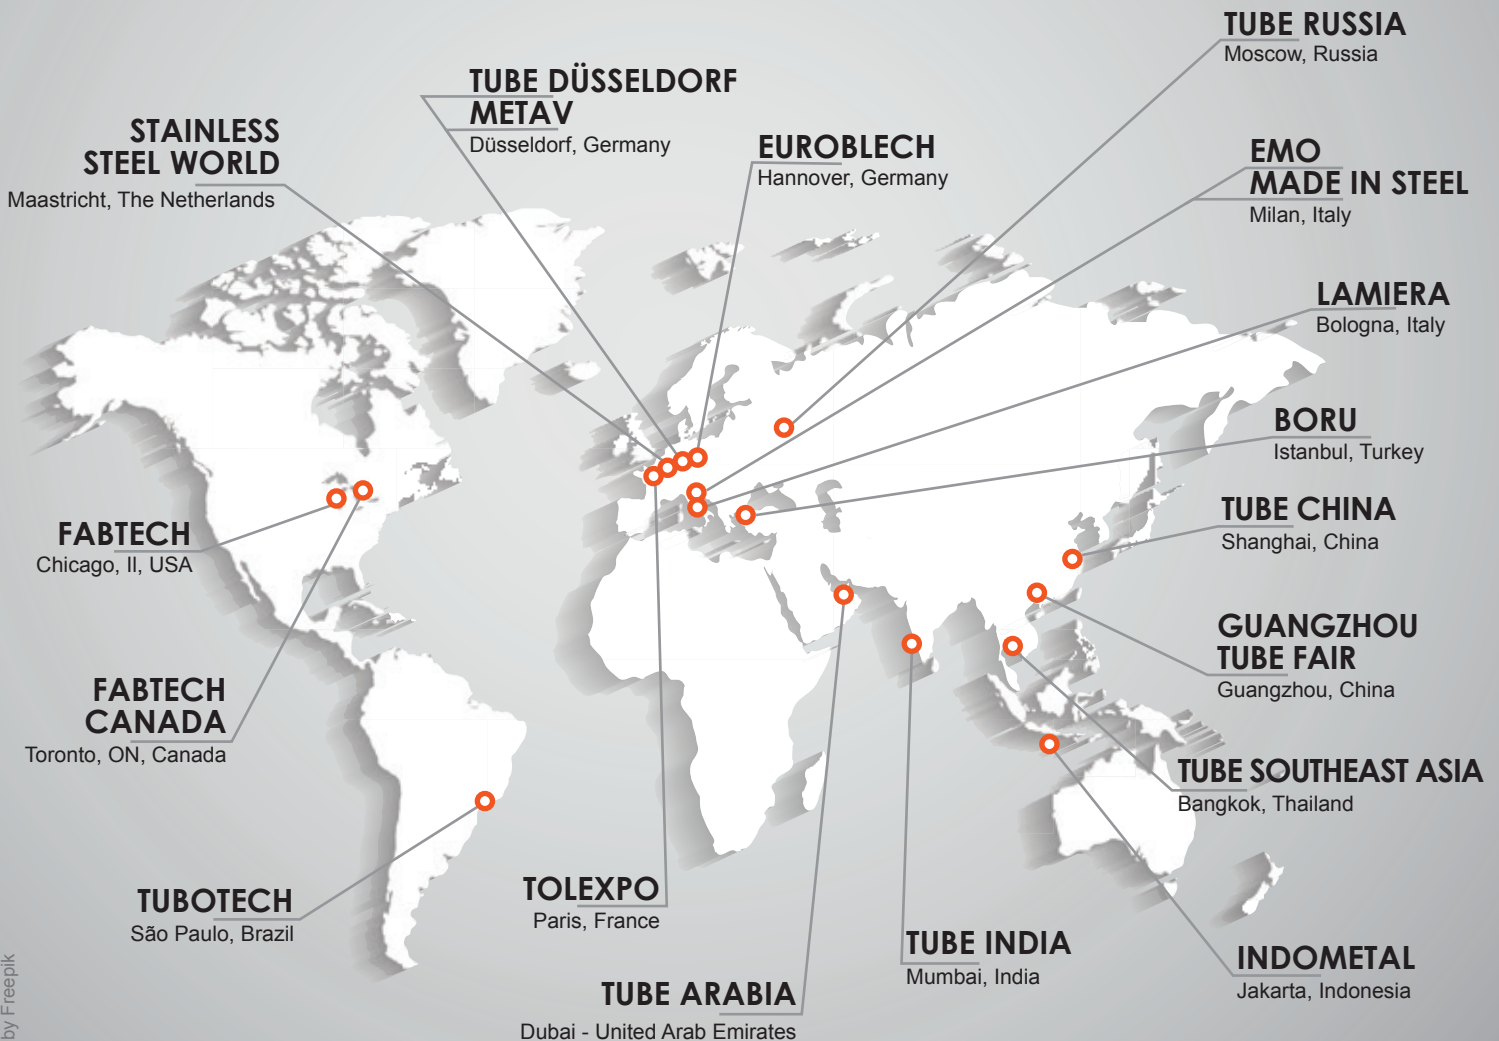 TUBE RUSSIA
Moscow, Russia
TUBE DÜSSELDORF
METAV
Düsseldorf, Germany
STAINLESS
STEEL WORLD
Maastricht, The Netherlands
EUROBLECH
Hannover, Germany
EMO
MADE IN STEEL
Milan, Italy
LAMIERA
Bologna, Italy
BORU
Istanbul, Turkey
TUBE CHINA
Shanghai, China
FABTECH
Chicago, Il, USA
GUANGZHOU
TUBE FAIR
Guangzhou, China
FABTECH
CANADA
Toronto, ON, Canada
TUBE SOUTHEAST ASIA
Bangkok, Thailand
TUBOTECH
São Paulo, Brazil
TOLEXPO
Paris, France
TUBE INDIA
Mumbai, India
INDOMETAL
Jakarta, Indonesia
TUBE ARABIA
Dubai - United Arab Emirates
by Freepik